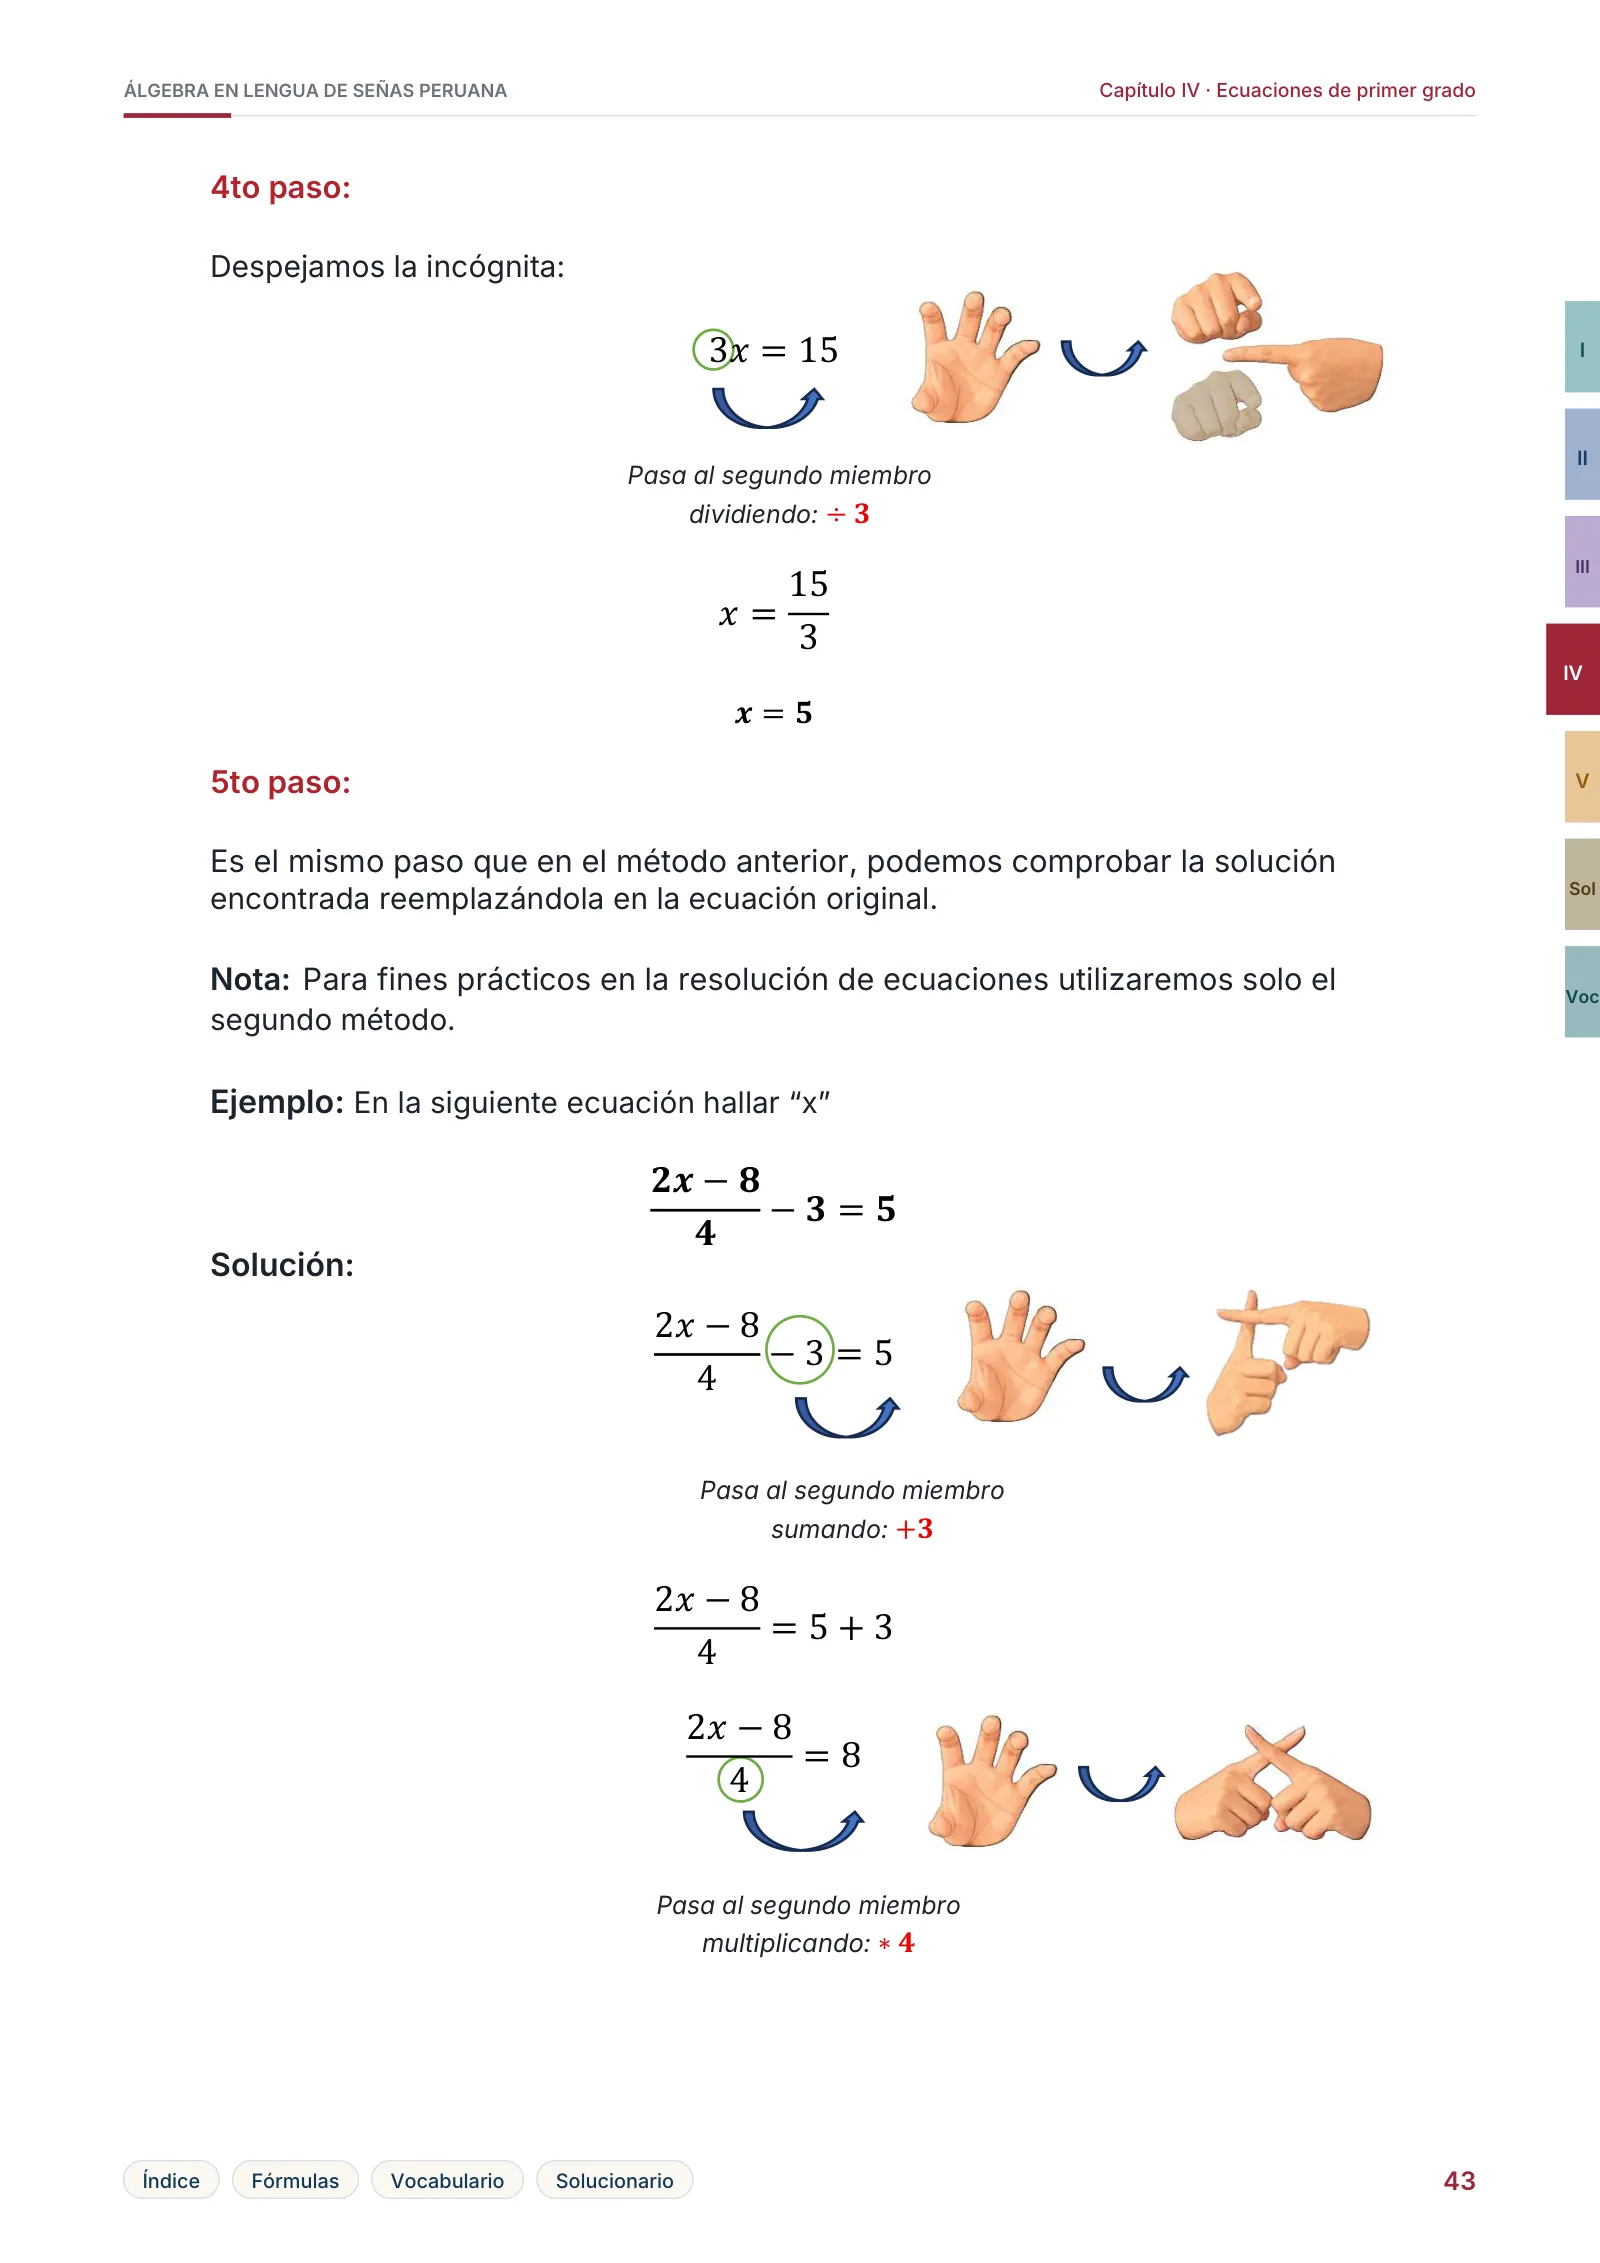 ÁLGEBRA EN LENGUA DE SEÑAS PERUANA
Capítulo IV · Ecuaciones de primer grado
4to paso:
Despejamos la incógnita:
3x = 15
Pasa al segundo miembro
dividiendo: ÷ 3
x = 15/3
x = 5
5to paso:
Es el mismo paso que en el método anterior, podemos comprobar la solución
encontrada reemplazándola en la ecuación original.
Nota: Para fines prácticos en la resolución de ecuaciones utilizaremos solo el
segundo método.
Ejemplo: En la siguiente ecuación hallar “x”
(2x − 8)/4 − 3 = 5
Solución:
(2x − 8)/4 − 3 = 5
Pasa al segundo miembro
sumando: +3
(2x − 8)/4 = 5 + 3
(2x − 8)/4 = 8
Pasa al segundo miembro
multiplicando: * 4
I
II
III
IV
V
Sol
Voc
Índice
Fórmulas
Vocabulario
Solucionario
43